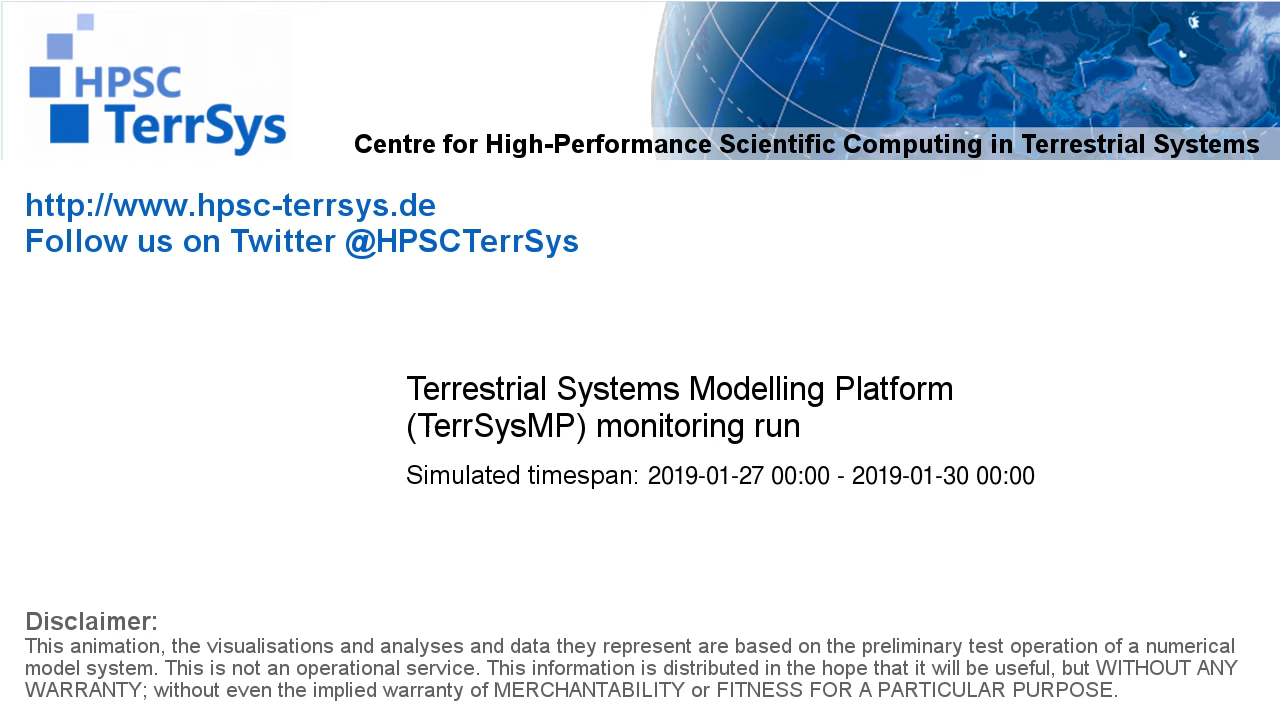 HPSC
TerrSys
Centre for High-Performance Scientific Computing in Terrestrial Systems
http://www.hpsc-terrsys.de
Follow us on Twitter @HPSCTerrSys
Terrestrial Systems Modelling Platform
(TerrSysMP) monitoring run
Simulated timespan: 2019-01-27 00:00 - 2019-01-30 00:00
Disclaimer:
This animation, the visualisations and analyses and data they represent are based on the preliminary test operation of a numerical
model system. This is not an operational service. This information is distributed in the hope that it will be useful, but WITHOUT ANY
WARRANTY; without even the implied warranty of MERCHANTABILITY or FITNESS FOR A PARTICULAR PURPOSE.